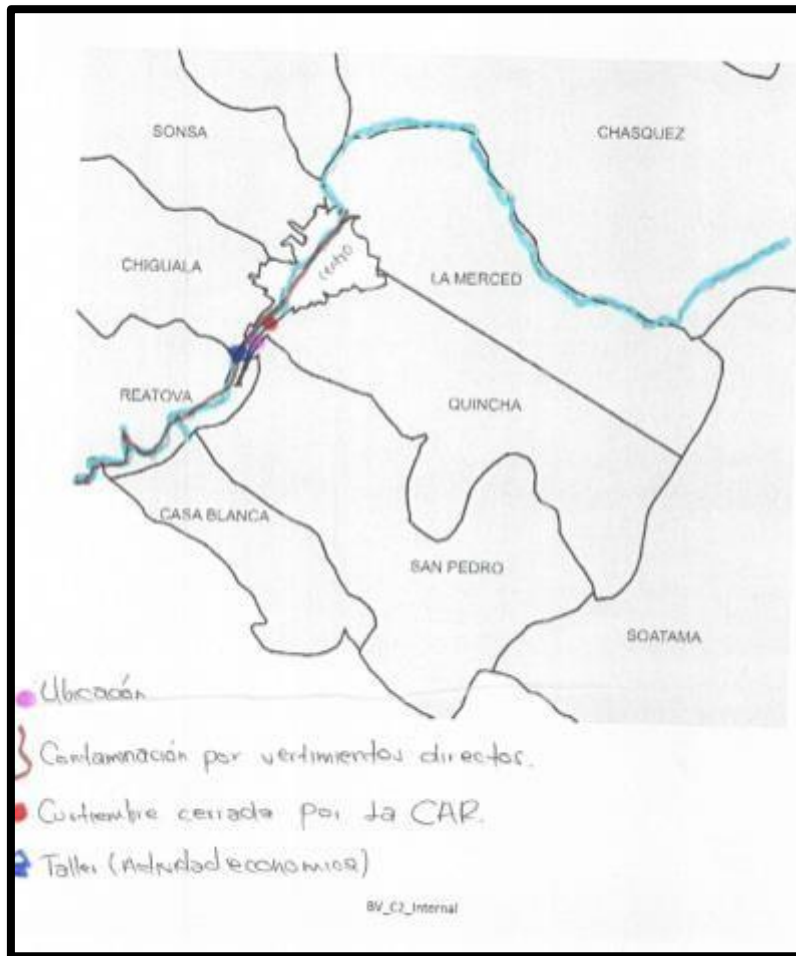 SONSA
CHASQUEZ
CHIGUALA
Centro
LA MERCED
REATOVA
QUINCHA
CASA BLANCA
SAN PEDRO
SOATAMA
Ubicación
Contaminación por vertimientos directos.
Curtiembre cerrada por la CAR.
Taller (Actividad economica)
BV_C2_Internal